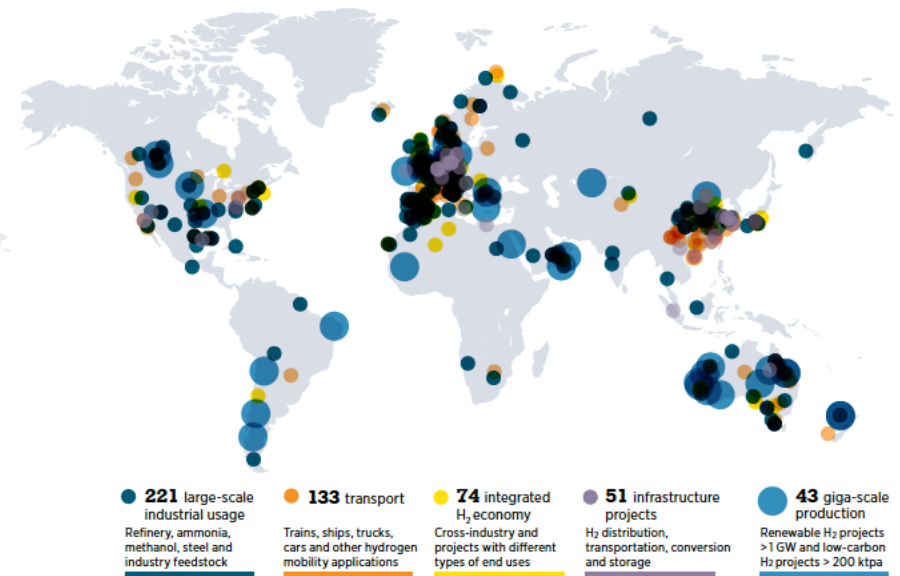 221 large-scale
industrial usage
Refinery, ammonia,
methanol, steel and
industry feedstock
133 transport
Trains, ships, trucks,
cars and other hydrogen
mobility applications
74 integrated
H₂ economy
Cross-industry and
projects with different
types of end uses
51 infrastructure
projects
H₂ distribution,
transportation, conversion
and storage
43 giga-scale
production
Renewable H₂ projects
>1 GW and low-carbon
H₂ projects > 200 ktpa